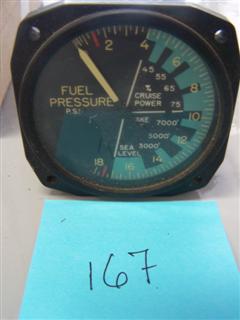 2 4
45
55
% 65
CRUISE
POWER 75
FUEL
PRESSURE
P.S.I.
6
8
10
7000'
5000'
3000'
SEA
LEVEL
12
14
16
18
167